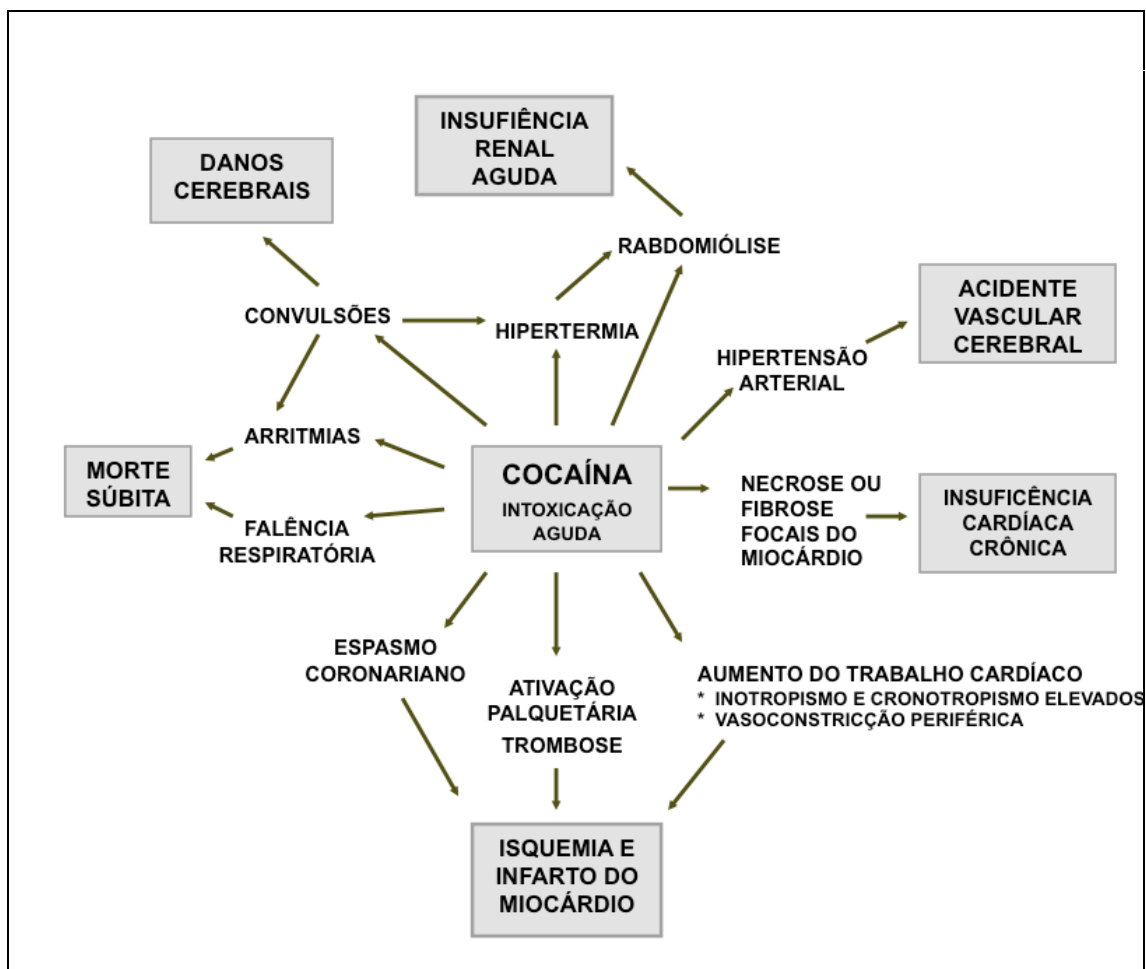 INSUFIÊNCIA
RENAL
AGUDA
DANOS
CEREBRAIS
RABDOMIÓLISE
ACIDENTE
VASCULAR
CEREBRAL
CONVULSÕES
HIPERTERMIA
HIPERTENSÃO
ARTERIAL
ARRITMIAS
MORTE
SÚBITA
COCAÍNA
INTOXICAÇÃO
AGUDA
NECROSE OU
FIBROSE
FOCAIS DO
MIOCÁRDIO
INSUFICÊNCIA
CARDÍACA
CRÔNICA
FALÊNCIA
RESPIRATÓRIA
ESPASMO
CORONARIANO
ATIVAÇÃO
PALQUETÁRIA
TROMBOSE
AUMENTO DO TRABALHO CARDÍACO
* INOTROPISMO E CRONOTROPISMO ELEVADOS
* VASOCONSTRICÇÃO PERIFÉRICA
ISQUEMIA E
INFARTO DO
MIOCÁRDIO